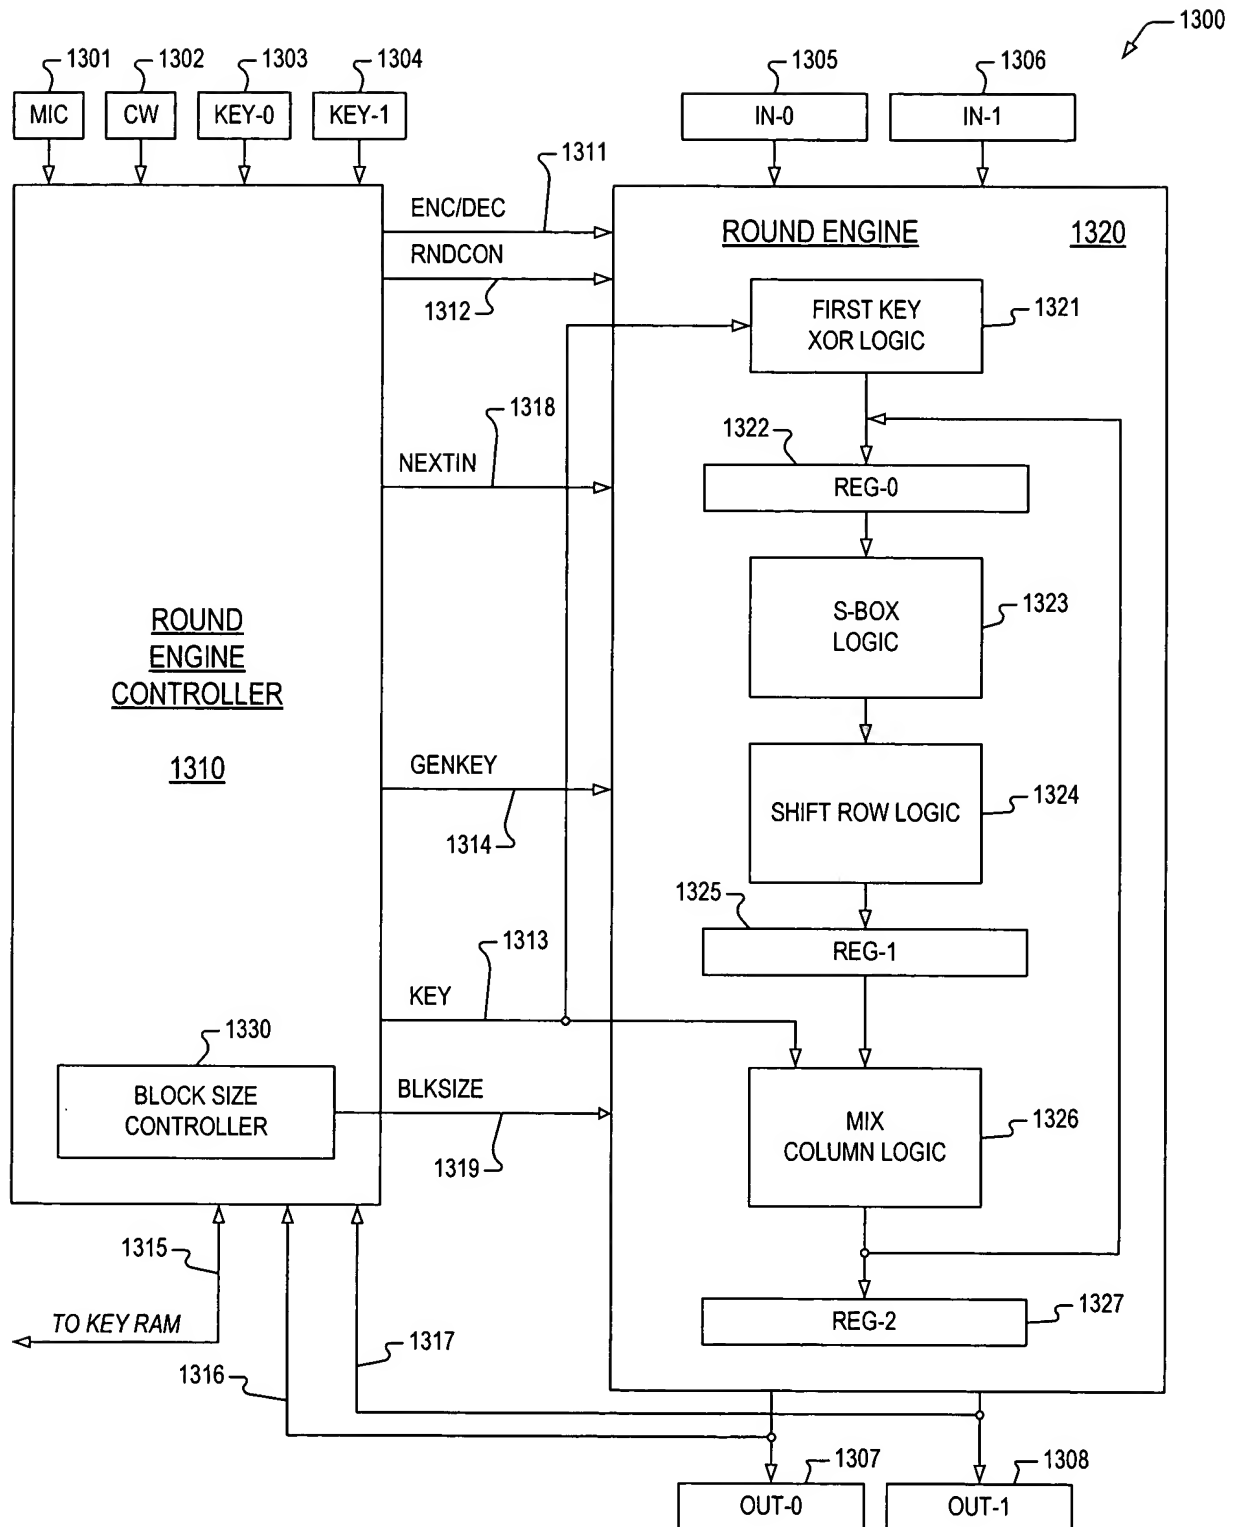 1300
1301 1302 1303 1304 1305 1306
MIC CW KEY-0 KEY-1 IN-0 IN-1
1311
ENC/DEC
RNDCON
1312
ROUND ENGINE 1320
FIRST KEY
XOR LOGIC
1321
1318
NEXTIN
1322
REG-0
S-BOX
LOGIC
1323
ROUND
ENGINE
CONTROLLER
1310
GENKEY
1314
SHIFT ROW LOGIC
1324
1325
REG-1
1313
KEY
1330
BLOCK SIZE
CONTROLLER
BLKSIZE
1319
MIX
COLUMN LOGIC
1326
1315
TO KEY RAM
1317
1316
REG-2
1327
1307 1308
OUT-0 OUT-1